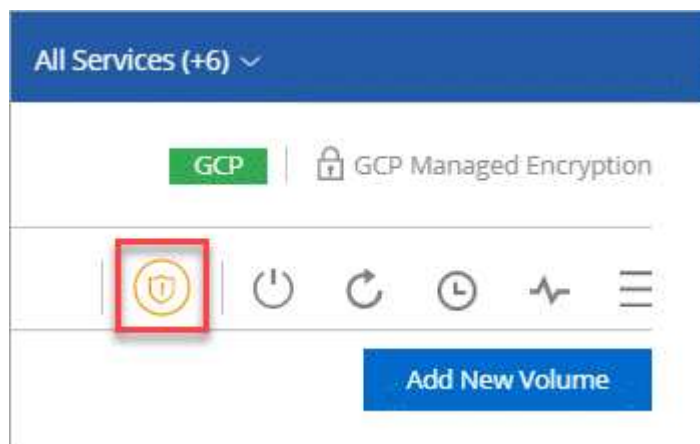 All Services (+6)
GCP
GCP Managed Encryption
Add New Volume